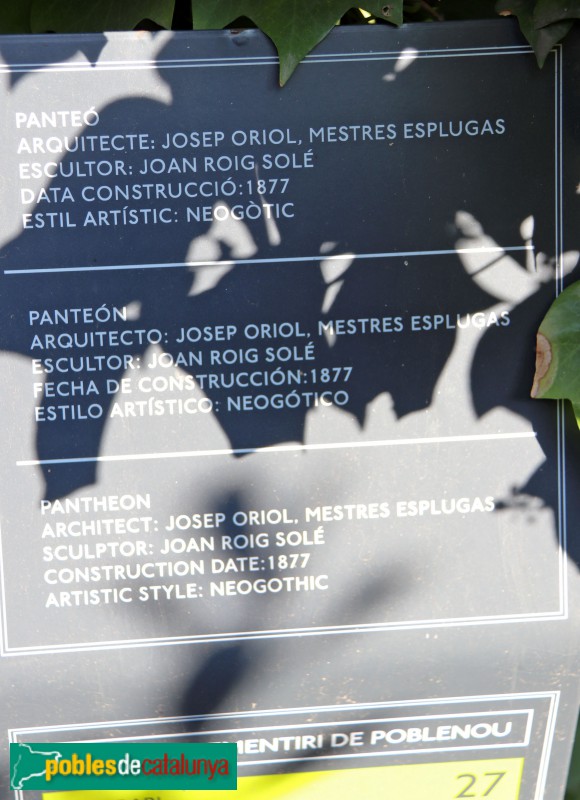 PANTEÓ
ARQUITECTE: JOSEP ORIOL, MESTRES ESPLUGAS
ESCULTOR: JOAN ROIG SOLÉ
DATA CONSTRUCCIÓ:1877
ESTIL ARTÍSTIC: NEOGÒTIC
PANTEÓN
ARQUITECTO: JOSEP ORIOL, MESTRES ESPLUGAS
ESCULTOR: JOAN ROIG SOLÉ
FECHA DE CONSTRUCCIÓN:1877
ESTILO ARTÍSTICO: NEOGÓTICO
PANTHEON
ARCHITECT: JOSEP ORIOL, MESTRES ESPLUGAS
SCULPTOR: JOAN ROIG SOLÉ
CONSTRUCTION DATE:1877
ARTISTIC STYLE: NEOGOTHIC
MENTIRI DE POBLENOU
27
poblesdecatalunya